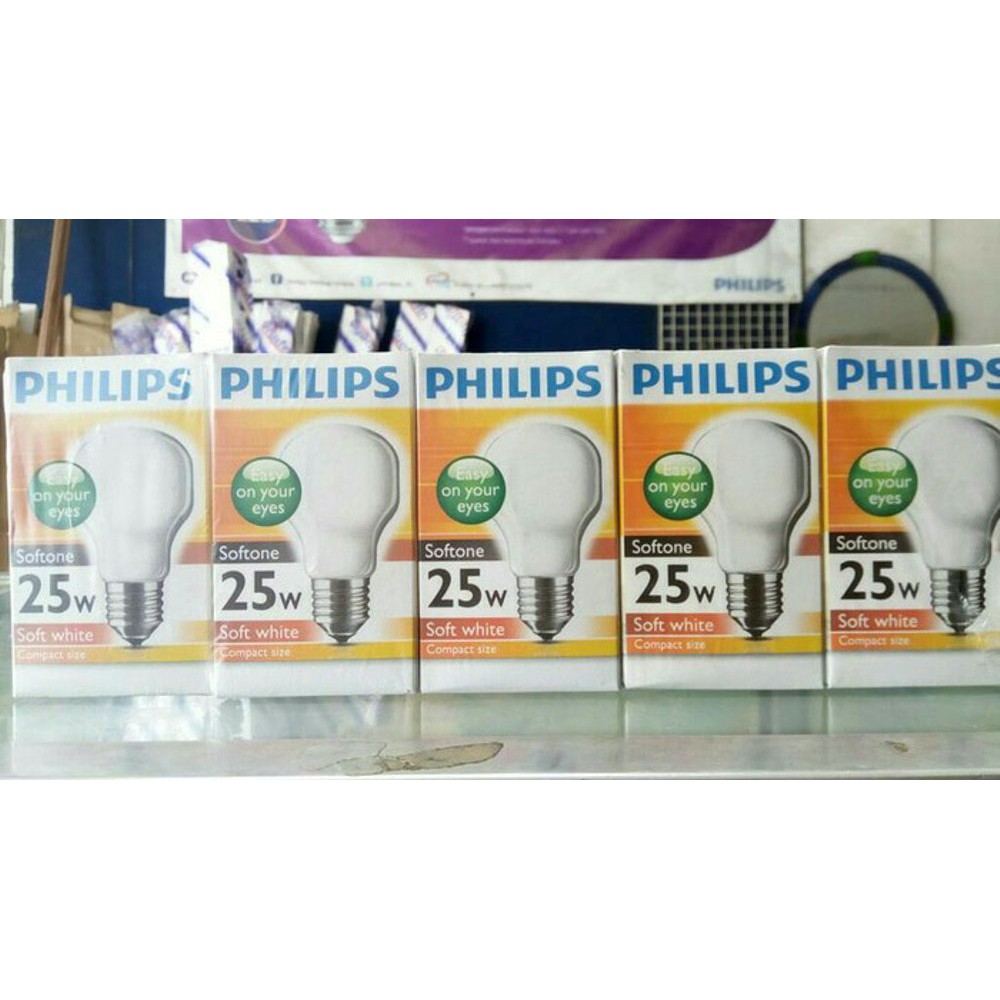 PHILIPS
PHILIPS
Easy
on your
eyes
Softone
25w
Soft white
Compact size
PHILIPS
Easy
on your
eyes
Softone
25w
Soft white
Compact size
PHILIPS
Easy
on your
eyes
Softone
25w
Soft white
Compact size
PHILIPS
Easy
on your
eyes
Softone
25w
Soft white
Compact size
PHILIPS
Easy
on your
eyes
Softone
25w
Soft white
Compact size